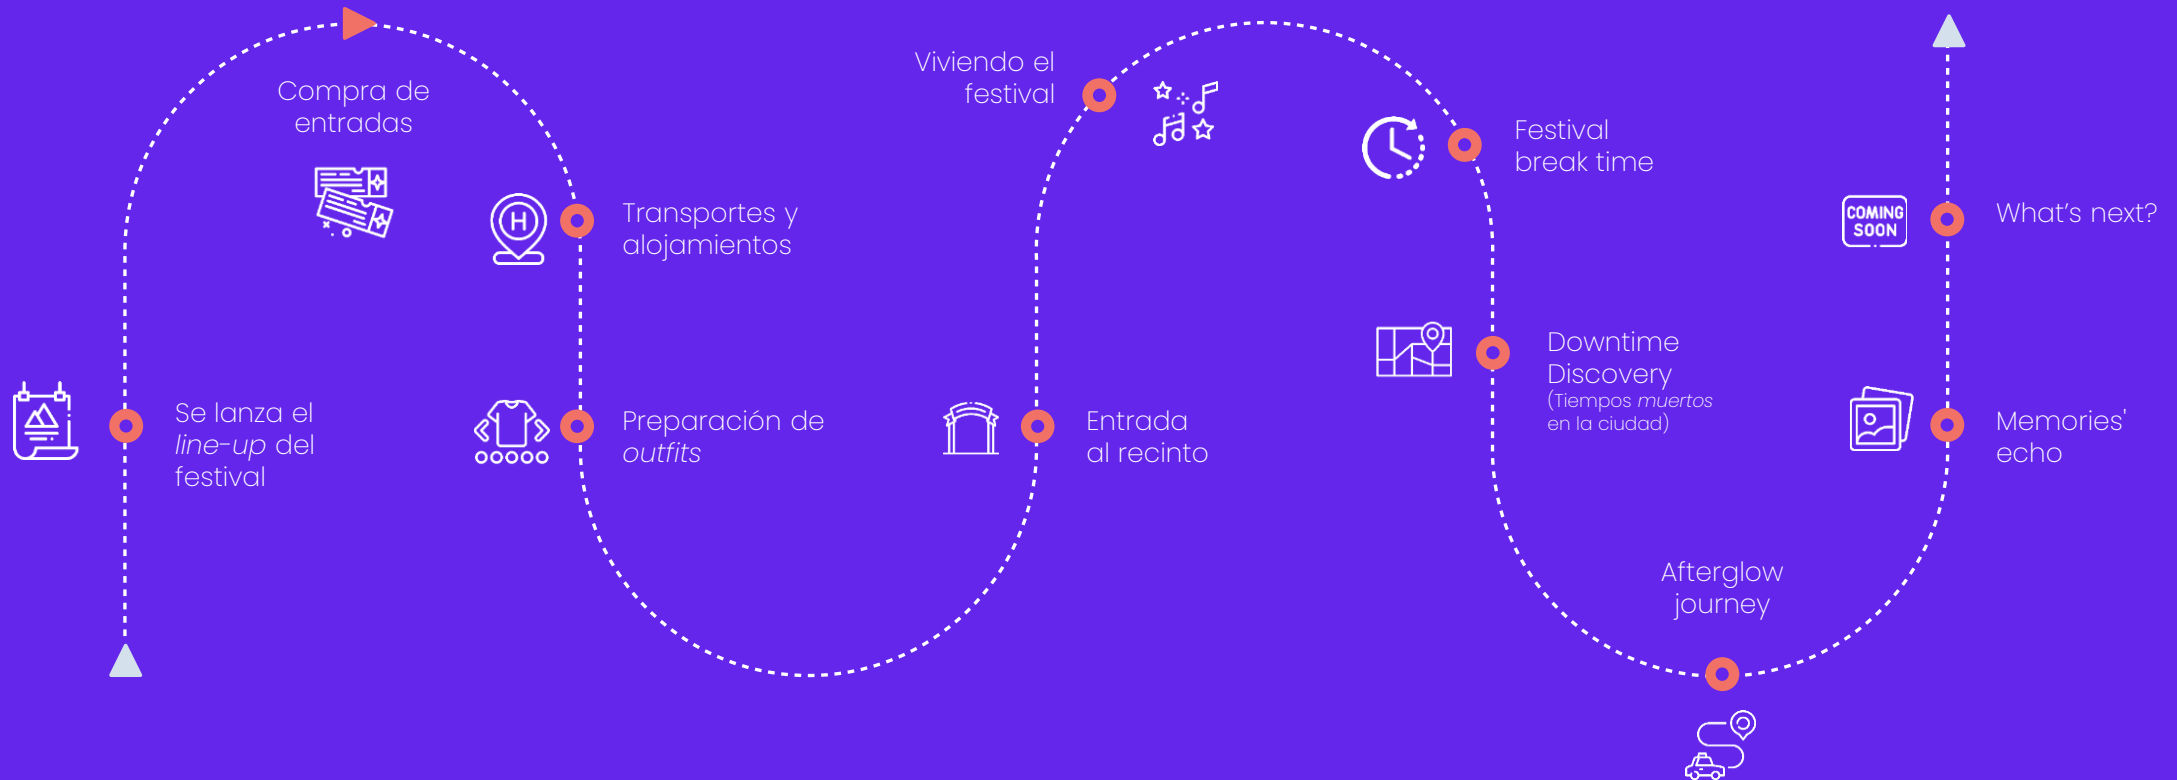 Se lanza el
line-up del
festival
Compra de
entradas
H
Transportes y
alojamientos
Preparación de
outfits
Entrada
al recinto
Viviendo el
festival
Festival
break time
Downtime
Discovery
(Tiempos muertos
en la ciudad)
Afterglow
journey
Memories'
echo
COMING
SOON
What's next?